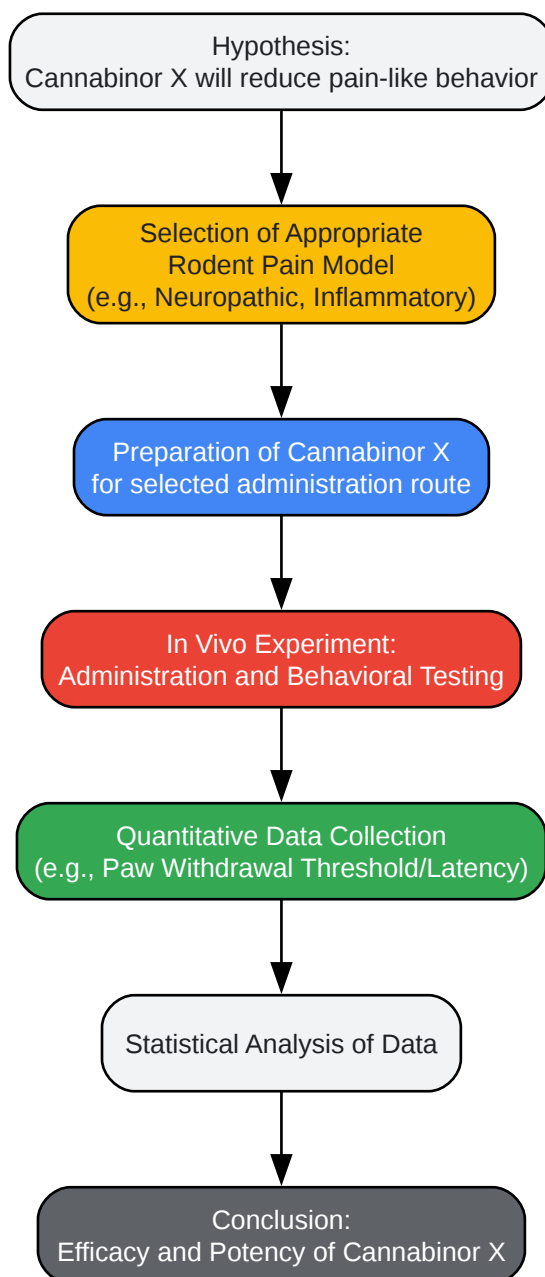 Hypothesis:
Cannabinor X will reduce pain-like behavior
Selection of Appropriate
Rodent Pain Model
(e.g., Neuropathic, Inflammatory)
Preparation of Cannabinor X
for selected administration route
In Vivo Experiment:
Administration and Behavioral Testing
Quantitative Data Collection
(e.g., Paw Withdrawal Threshold/Latency)
Statistical Analysis of Data
Conclusion:
Efficacy and Potency of Cannabinor X